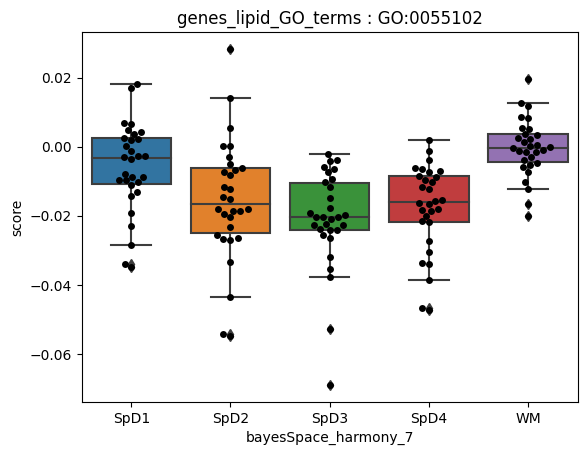 genes_lipid_GO_terms : GO:0055102
0.02
0.00
−0.02
−0.04
−0.06
score
SpD1 SpD2 SpD3 SpD4 WM
bayesSpace_harmony_7